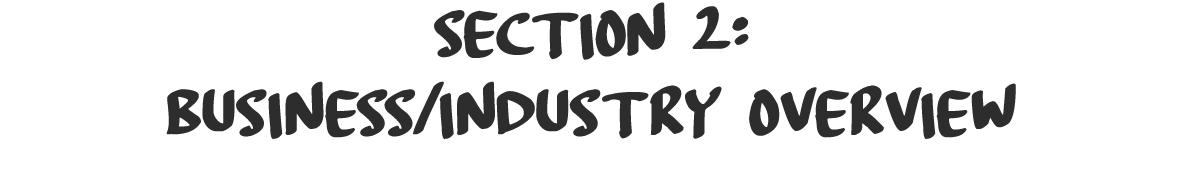 SECTION 2:
BUSINESS/INDUSTRY OVERVIEW